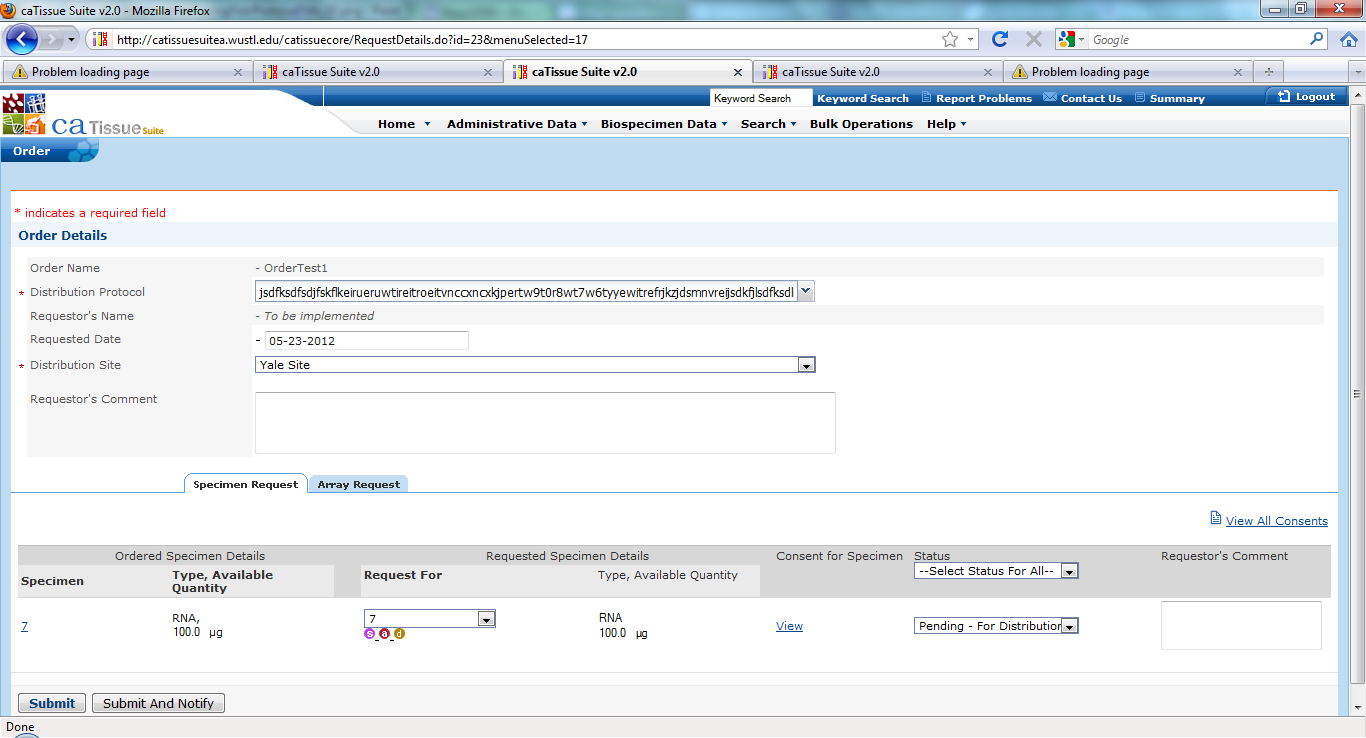 caTissue Suite v2.0 - Mozilla Firefox
http://catissuesuitea.wustl.edu/catissuecore/RequestDetails.do?id=23&menuSelected=17
Google
Problem loading page
caTissue Suite v2.0
caTissue Suite v2.0
caTissue Suite v2.0
Problem loading page
Keyword Search Keyword Search Report Problems Contact Us Summary Logout
ca Tissue Suite
Home Administrative Data Biospecimen Data Search Bulk Operations Help
Order
* indicates a required field
Order Details
Order Name - OrderTest1
* Distribution Protocol jsdfksdfsdjfskflkeirueruwtireitroeitvnccxncxkjpertw9t0r8wt7w6tyyewitrefrjkzjdsmnvreijsdkfjlsdfksdl
Requestor's Name - To be implemented
Requested Date - 05-23-2012
* Distribution Site Yale Site
Requestor's Comment
Specimen Request Array Request
View All Consents
Ordered Specimen Details Requested Specimen Details Consent for Specimen Status Requestor's Comment
--Select Status For All--
Specimen Type, Available Quantity Request For Type, Available Quantity
7 RNA, 7 RNA
100.0 µg 100.0 µg
s a d
View Pending - For Distribution
Submit Submit And Notify
Done